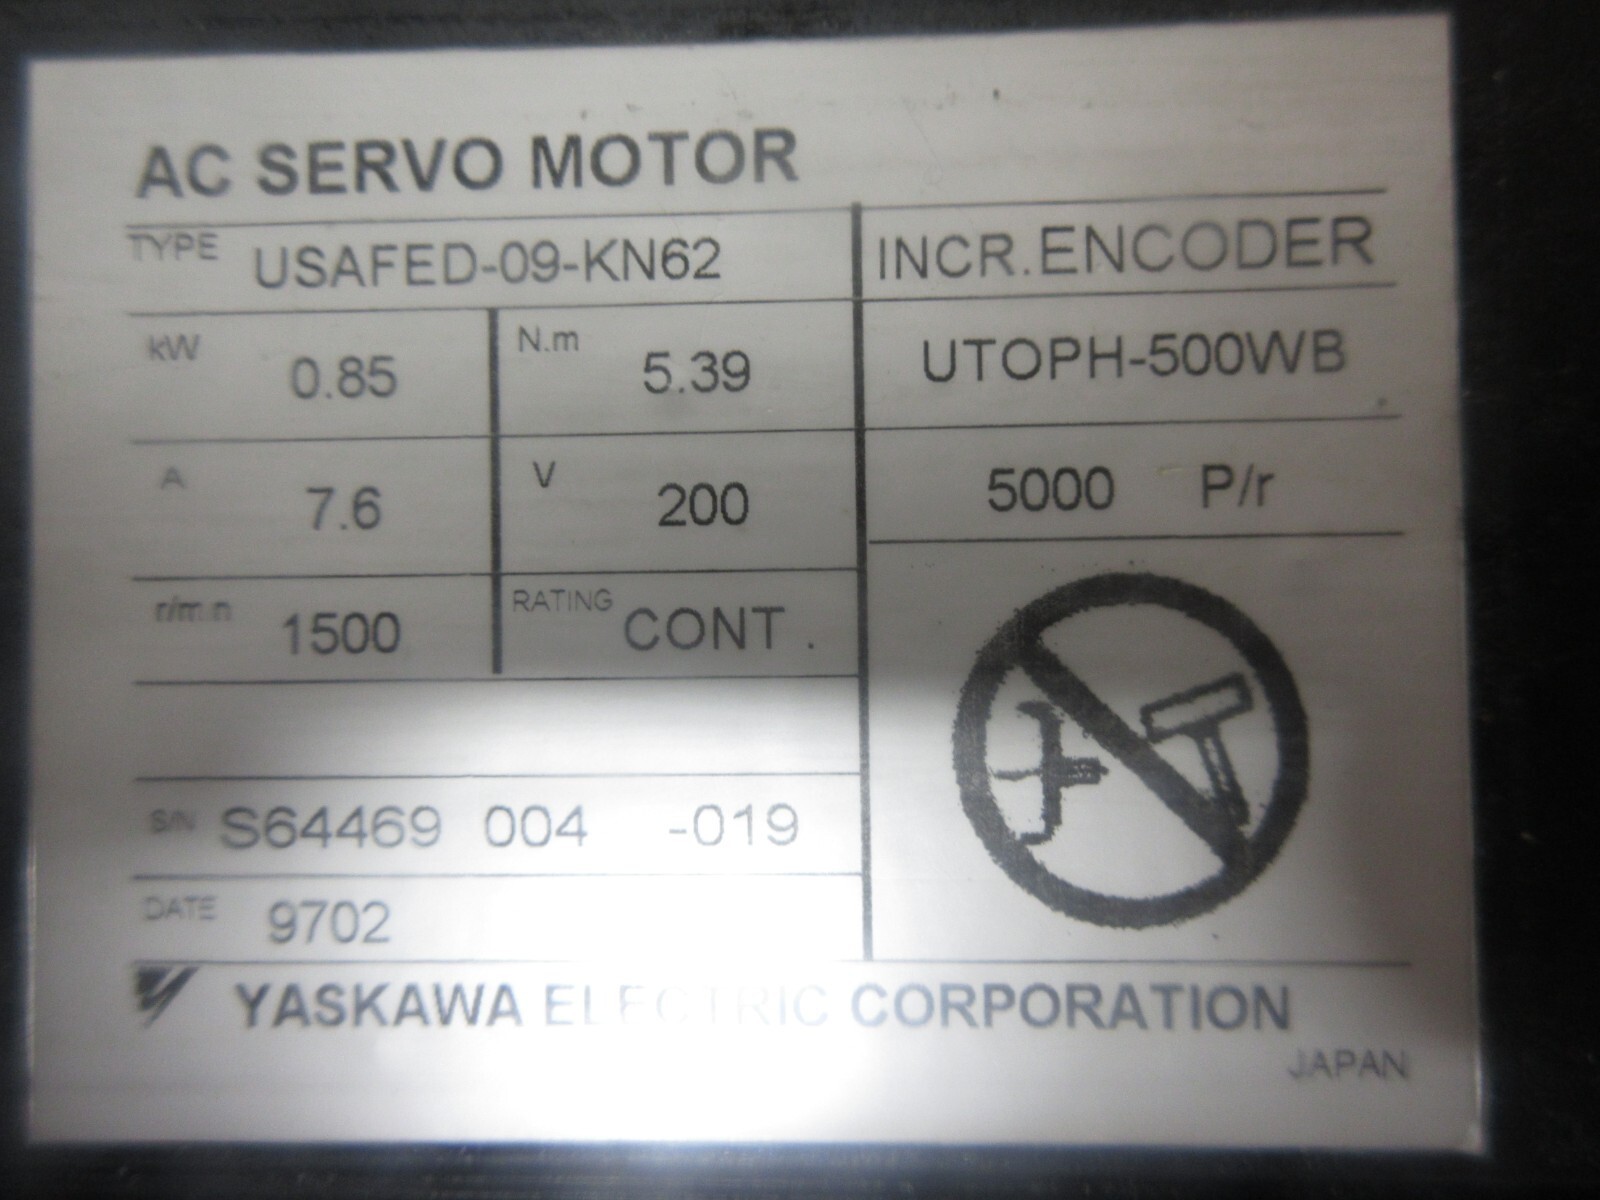 AC SERVO MOTOR
TYPE USAFED-09-KN62
INCR.ENCODER
kW 0.85 N.m 5.39
UTOPH-500WB
A 7.6 V 200
5000 P/r
r/min 1500 RATING CONT.
S/N S64469 004 -019
DATE 9702
YASKAWA ELECTRIC CORPORATION
JAPAN